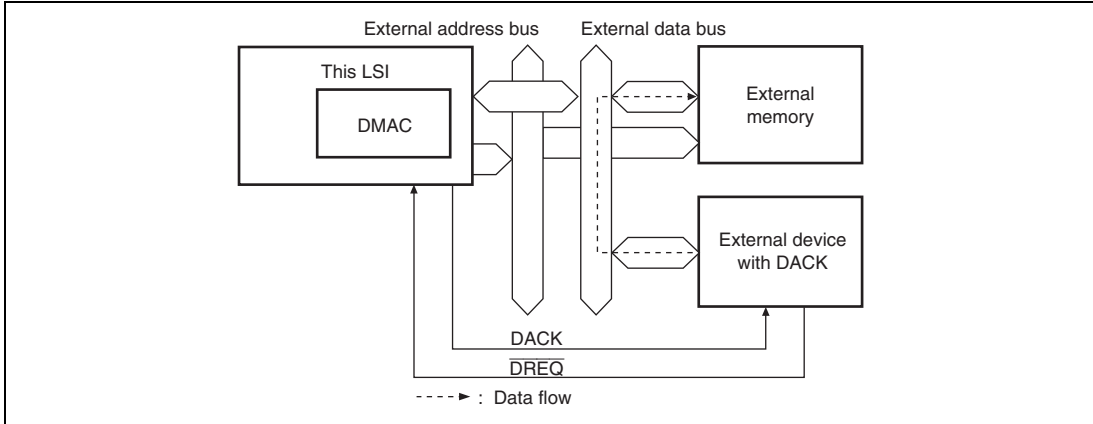 External address bus
External data bus
This LSI
DMAC
External
memory
External device
with DACK
DACK
DREQ
: Data flow